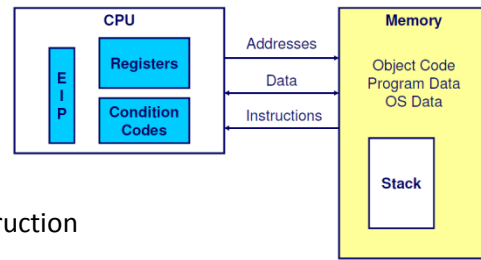 CPU
E
I
P
Registers
Condition
Codes
Addresses
Data
Instructions
Memory
Object Code
Program Data
OS Data
Stack
ruction